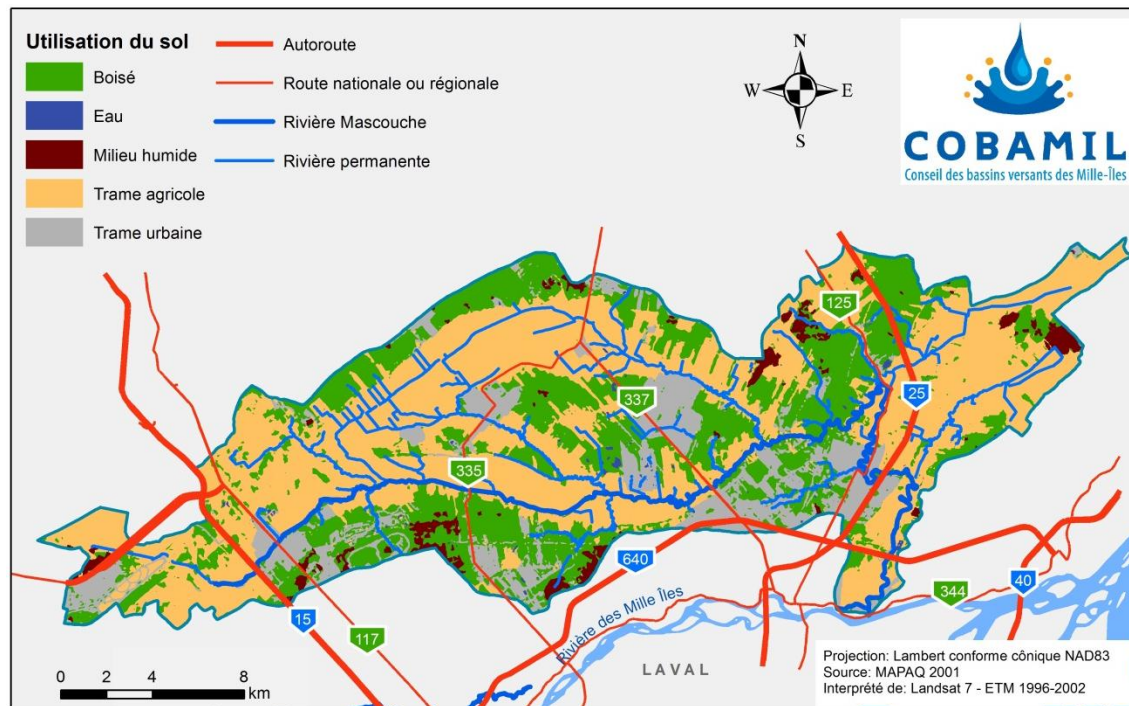 Utilisation du sol
Boisé
Eau
Milieu humide
Trame agricole
Trame urbaine
Autoroute
Route nationale ou régionale
Rivière Mascouche
Rivière permanente
N
W E
S
COBAMIL
Conseil des bassins versants des Mille-Îles
125
25
337
335
640
15
117
40
344
Rivière des Mille Îles
LAVAL
0 2 4 8
km
Projection: Lambert conforme cônique NAD83
Source: MAPAQ 2001
Interprété de: Landsat 7 - ETM 1996-2002